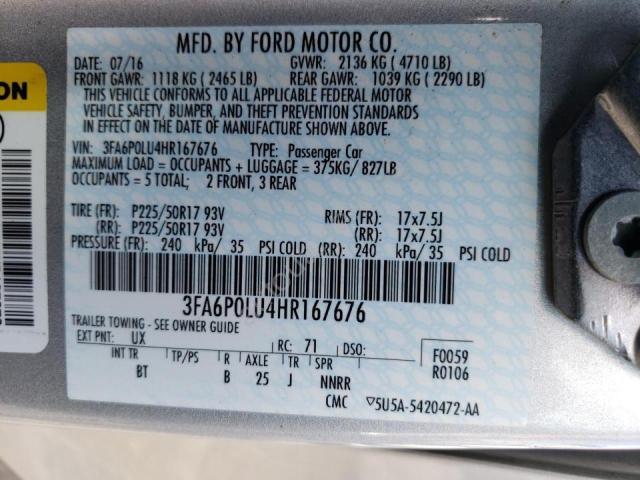 MFD. BY FORD MOTOR CO.
DATE: 07/16 GVWR: 2136 KG ( 4710 LB)
FRONT GAWR: 1118 KG ( 2465 LB) REAR GAWR: 1039 KG ( 2290 LB)
THIS VEHICLE CONFORMS TO ALL APPLICABLE FEDERAL MOTOR
VEHICLE SAFETY, BUMPER, AND THEFT PREVENTION STANDARDS
IN EFFECT ON THE DATE OF MANUFACTURE SHOWN ABOVE.
VIN: 3FA6P0LU4HR167676 TYPE: Passenger Car
MAXIMUM LOAD = OCCUPANTS + LUGGAGE = 375KG/ 827LB
OCCUPANTS = 5 TOTAL; 2 FRONT, 3 REAR
TIRE (FR): P225/50R17 93V RIMS (FR): 17x7.5J
(RR): P225/50R17 93V (RR): 17x7.5J
PRESSURE (FR): 240 kPa/ 35 PSI COLD (RR): 240 kPa/ 35 PSI COLD
3FA6P0LU4HR167676
TRAILER TOWING - SEE OWNER GUIDE
EXT PNT: UX RC: 71 DSO: F0059
INT TR TP/PS R AXLE TR SPR R0106
BT B 25 J NNRR
CMC ▽5U5A-5420472-AA
ON